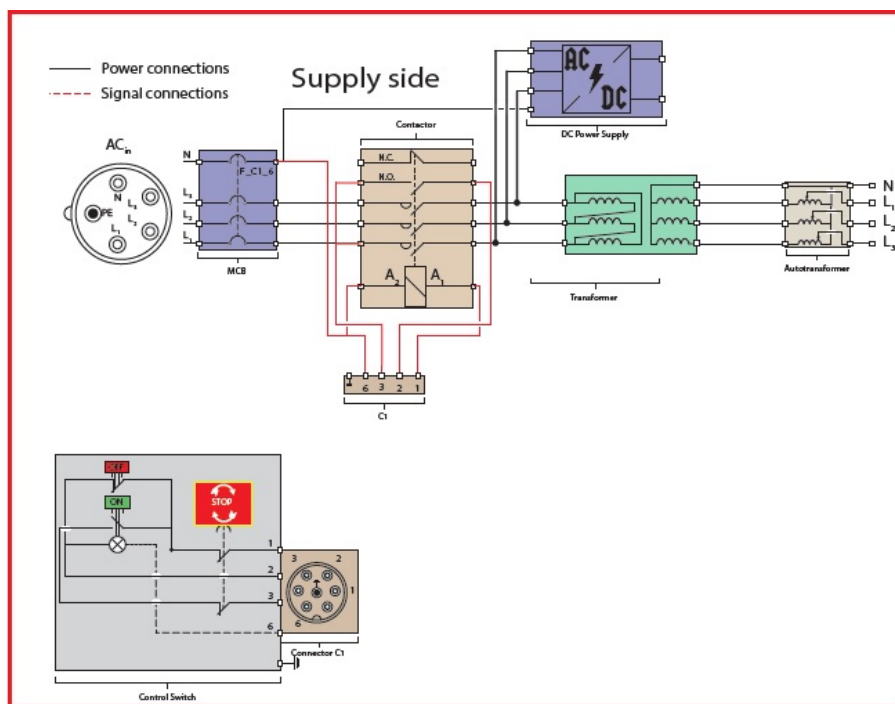 Power connections
Signal connections
Supply side
AC
DC
DC Power Supply
Contactor
ACin
N
L3
L2
L1
PE
N
L3
L2
L1
F_C1_6
MCB
N.C.
N.O.
A2
A1
Transformer
N
L1
L2
L3
Autotransformer
6
3
2
1
C1
OFF
ON
STOP
1
2
3
6
3
2
1
6
Connector C1
Control Switch